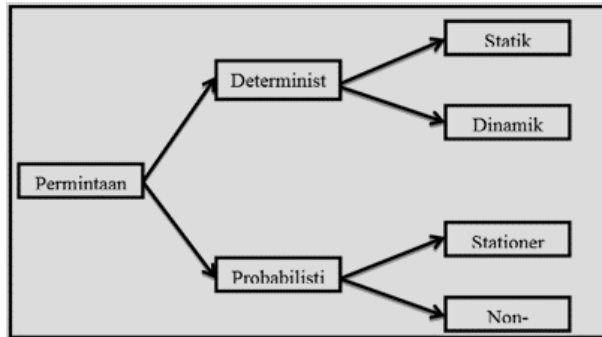 Statik
Determinist
Dinamik
Permintaan
Stationer
Probabilisti
Non-